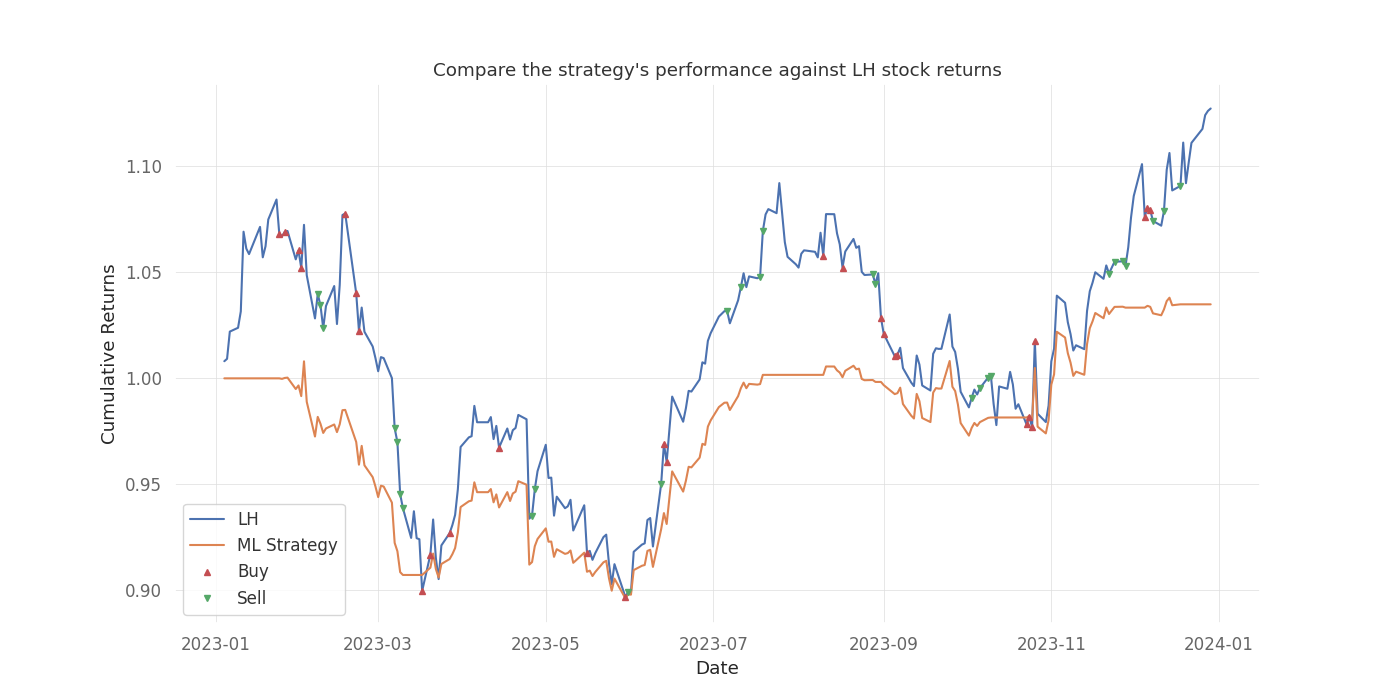 Compare the strategy's performance against LH stock returns
Cumulative Returns
1.10
1.05
1.00
0.95
0.90
LH
ML Strategy
Buy
Sell
2023-01
2023-03
2023-05
2023-07
2023-09
2023-11
2024-01
Date